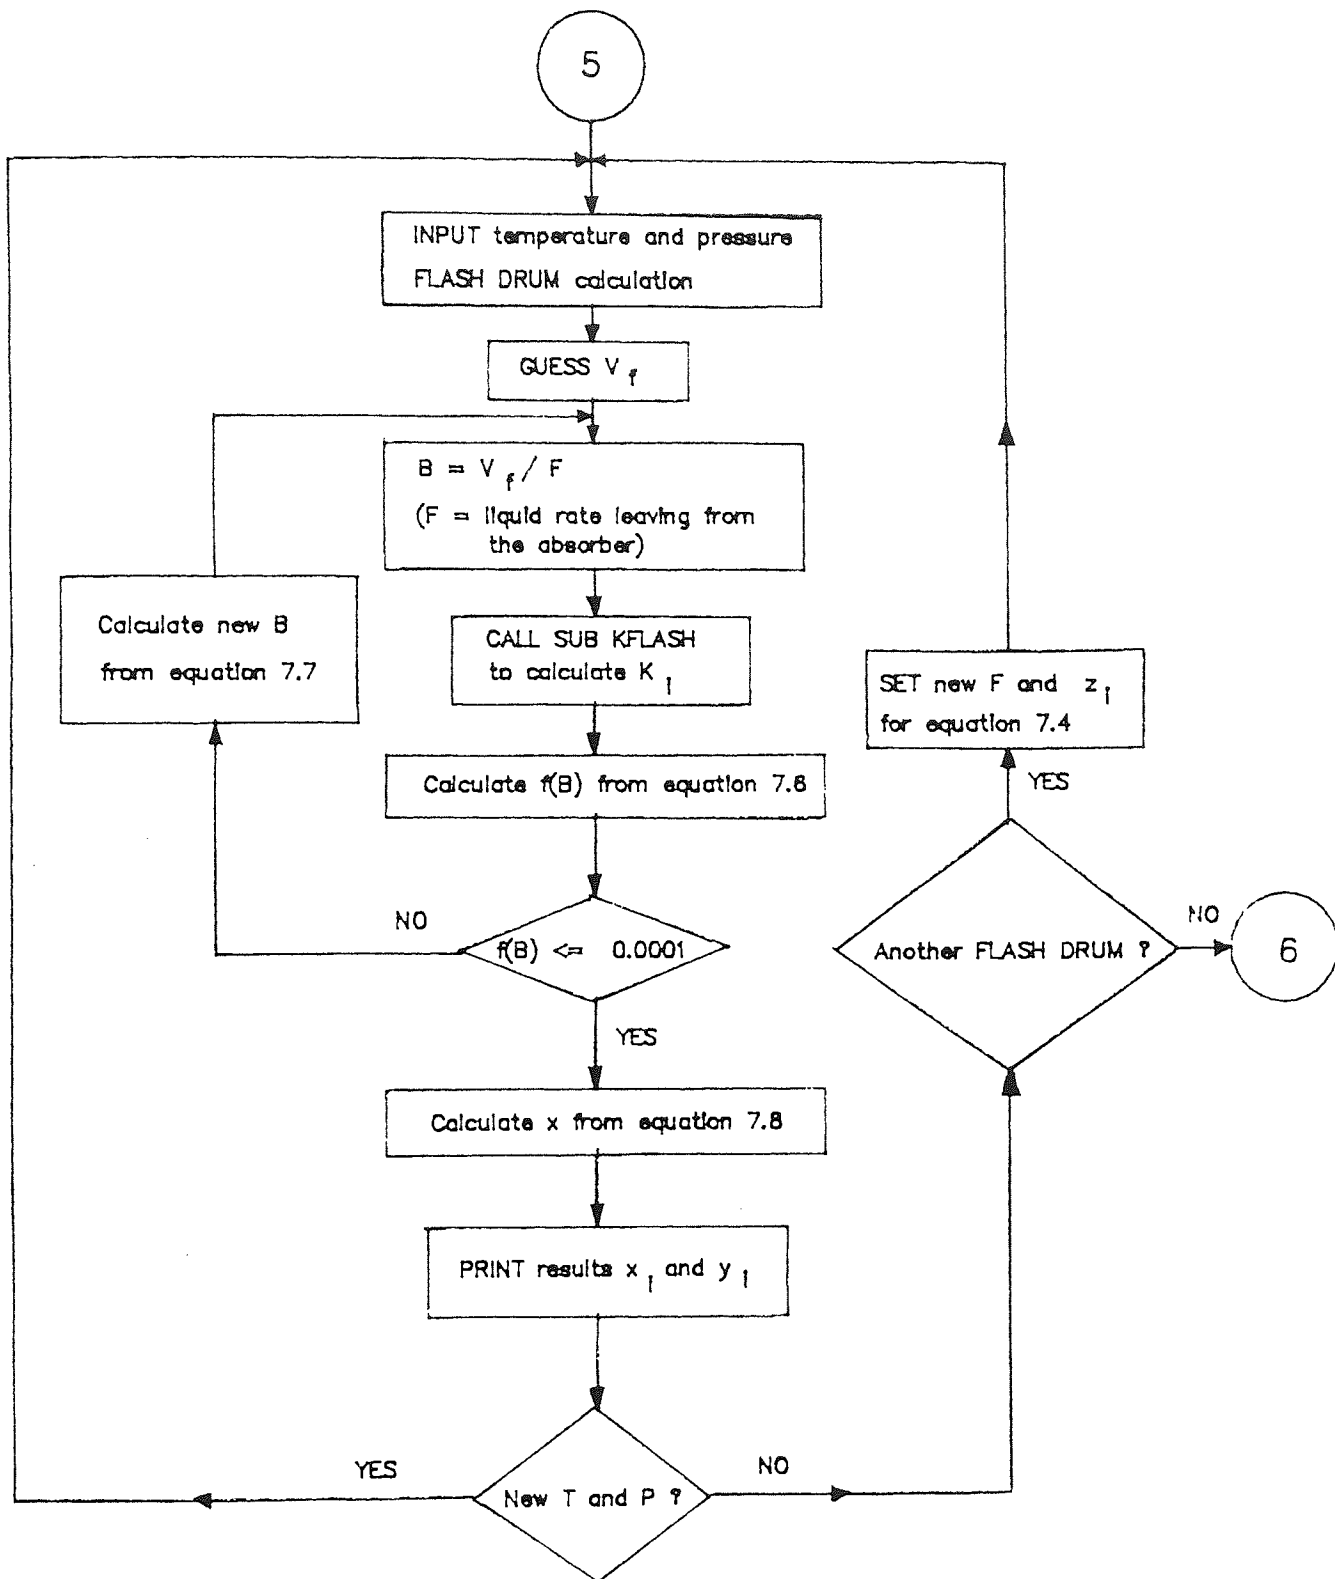 5
INPUT temperature and pressure
FLASH DRUM calculation
GUESS V f
B = V f / F
(F = liquid rate leaving from
the absorber)
Calculate new B
from equation 7.7
CALL SUB KFLASH
to calculate K i
SET new F and z i
for equation 7.4
Calculate f(B) from equation 7.6
YES
NO
f(B) <= 0.0001
Another FLASH DRUM ?
NO
6
YES
Calculate x from equation 7.8
PRINT results x i and y i
YES
New T and P ?
NO